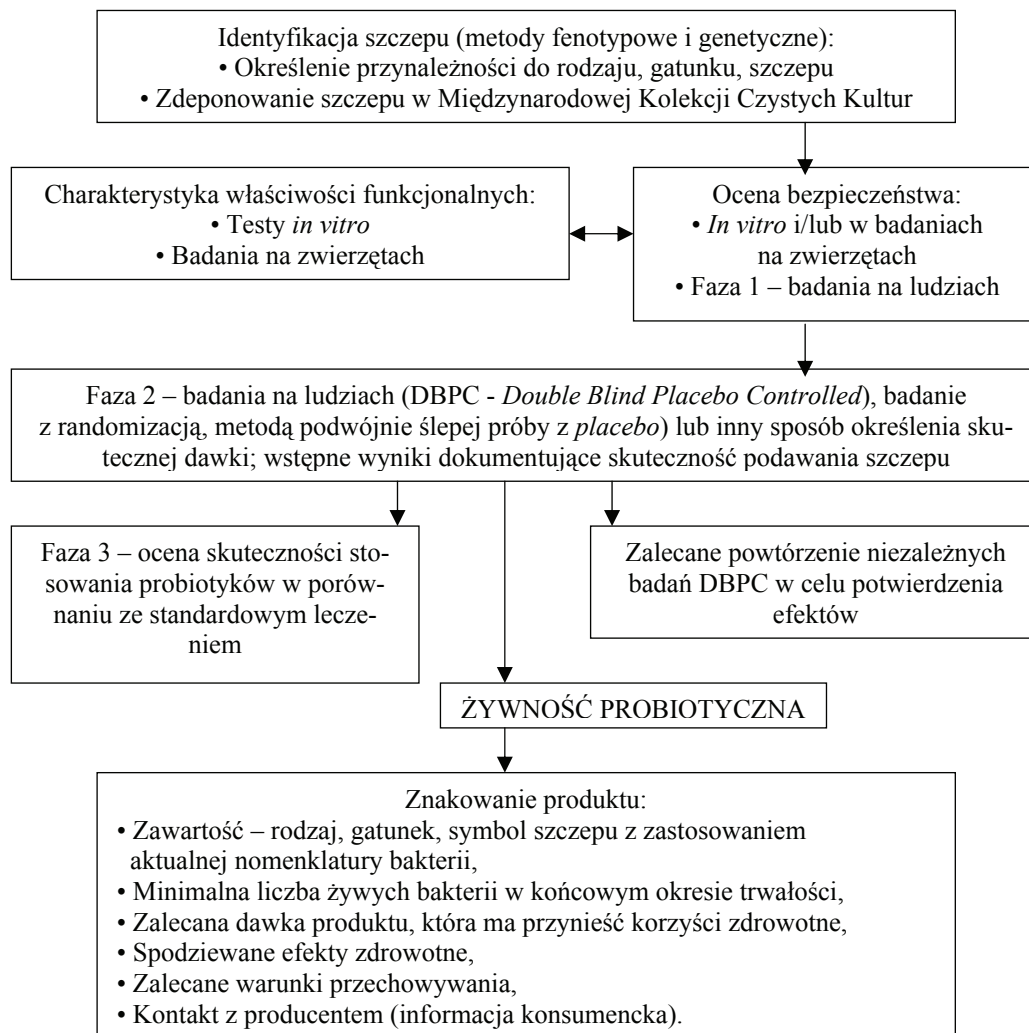 Identyfikacja szczepu (metody fenotypowe i genetyczne):
• Określenie przynależności do rodzaju, gatunku, szczepu
• Zdeponowanie szczepu w Międzynarodowej Kolekcji Czystych Kultur
Charakterystyka właściwości funkcjonalnych:
• Testy in vitro
• Badania na zwierzętach
Ocena bezpieczeństwa:
• In vitro i/lub w badaniach
na zwierzętach
• Faza 1 – badania na ludziach
Faza 2 – badania na ludziach (DBPC - Double Blind Placebo Controlled), badanie
z randomizacją, metodą podwójnie ślepej próby z placebo) lub inny sposób określenia sku-
tecznej dawki; wstępne wyniki dokumentujące skuteczność podawania szczepu
Faza 3 – ocena skuteczności sto-
sowania probiotyków w porów-
naniu ze standardowym lecze-
niem
Zalecane powtórzenie niezależnych
badań DBPC w celu potwierdzenia
efektów
ŻYWNOŚĆ PROBIOTYCZNA
Znakowanie produktu:
• Zawartość – rodzaj, gatunek, symbol szczepu z zastosowaniem
aktualnej nomenklatury bakterii,
• Minimalna liczba żywych bakterii w końcowym okresie trwałości,
• Zalecana dawka produktu, która ma przynieść korzyści zdrowotne,
• Spodziewane efekty zdrowotne,
• Zalecane warunki przechowywania,
• Kontakt z producentem (informacja konsumencka).